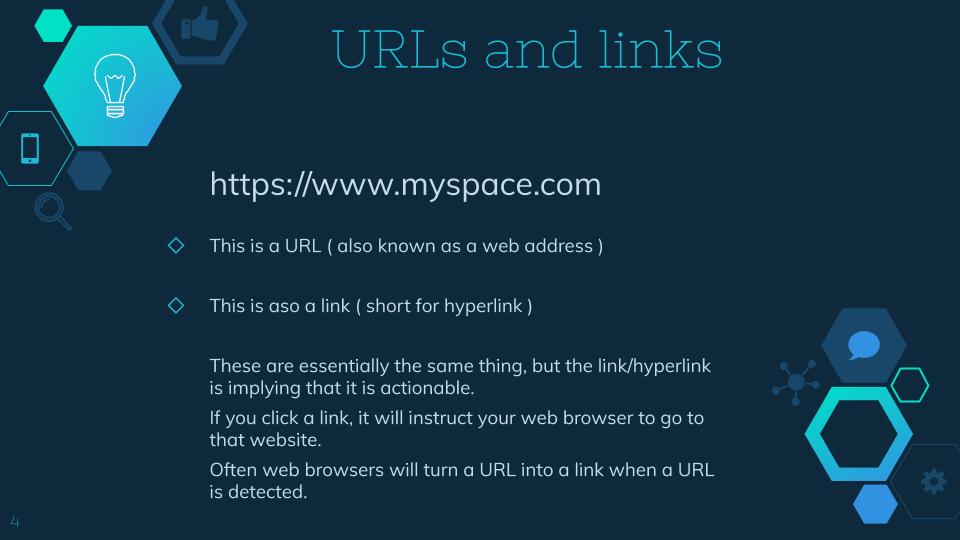 URLs and links
https://www.myspace.com
This is a URL ( also known as a web address )
This is aso a link ( short for hyperlink )
These are essentially the same thing, but the link/hyperlink
is implying that it is actionable.
If you click a link, it will instruct your web browser to go to
that website.
Often web browsers will turn a URL into a link when a URL
is detected.
4